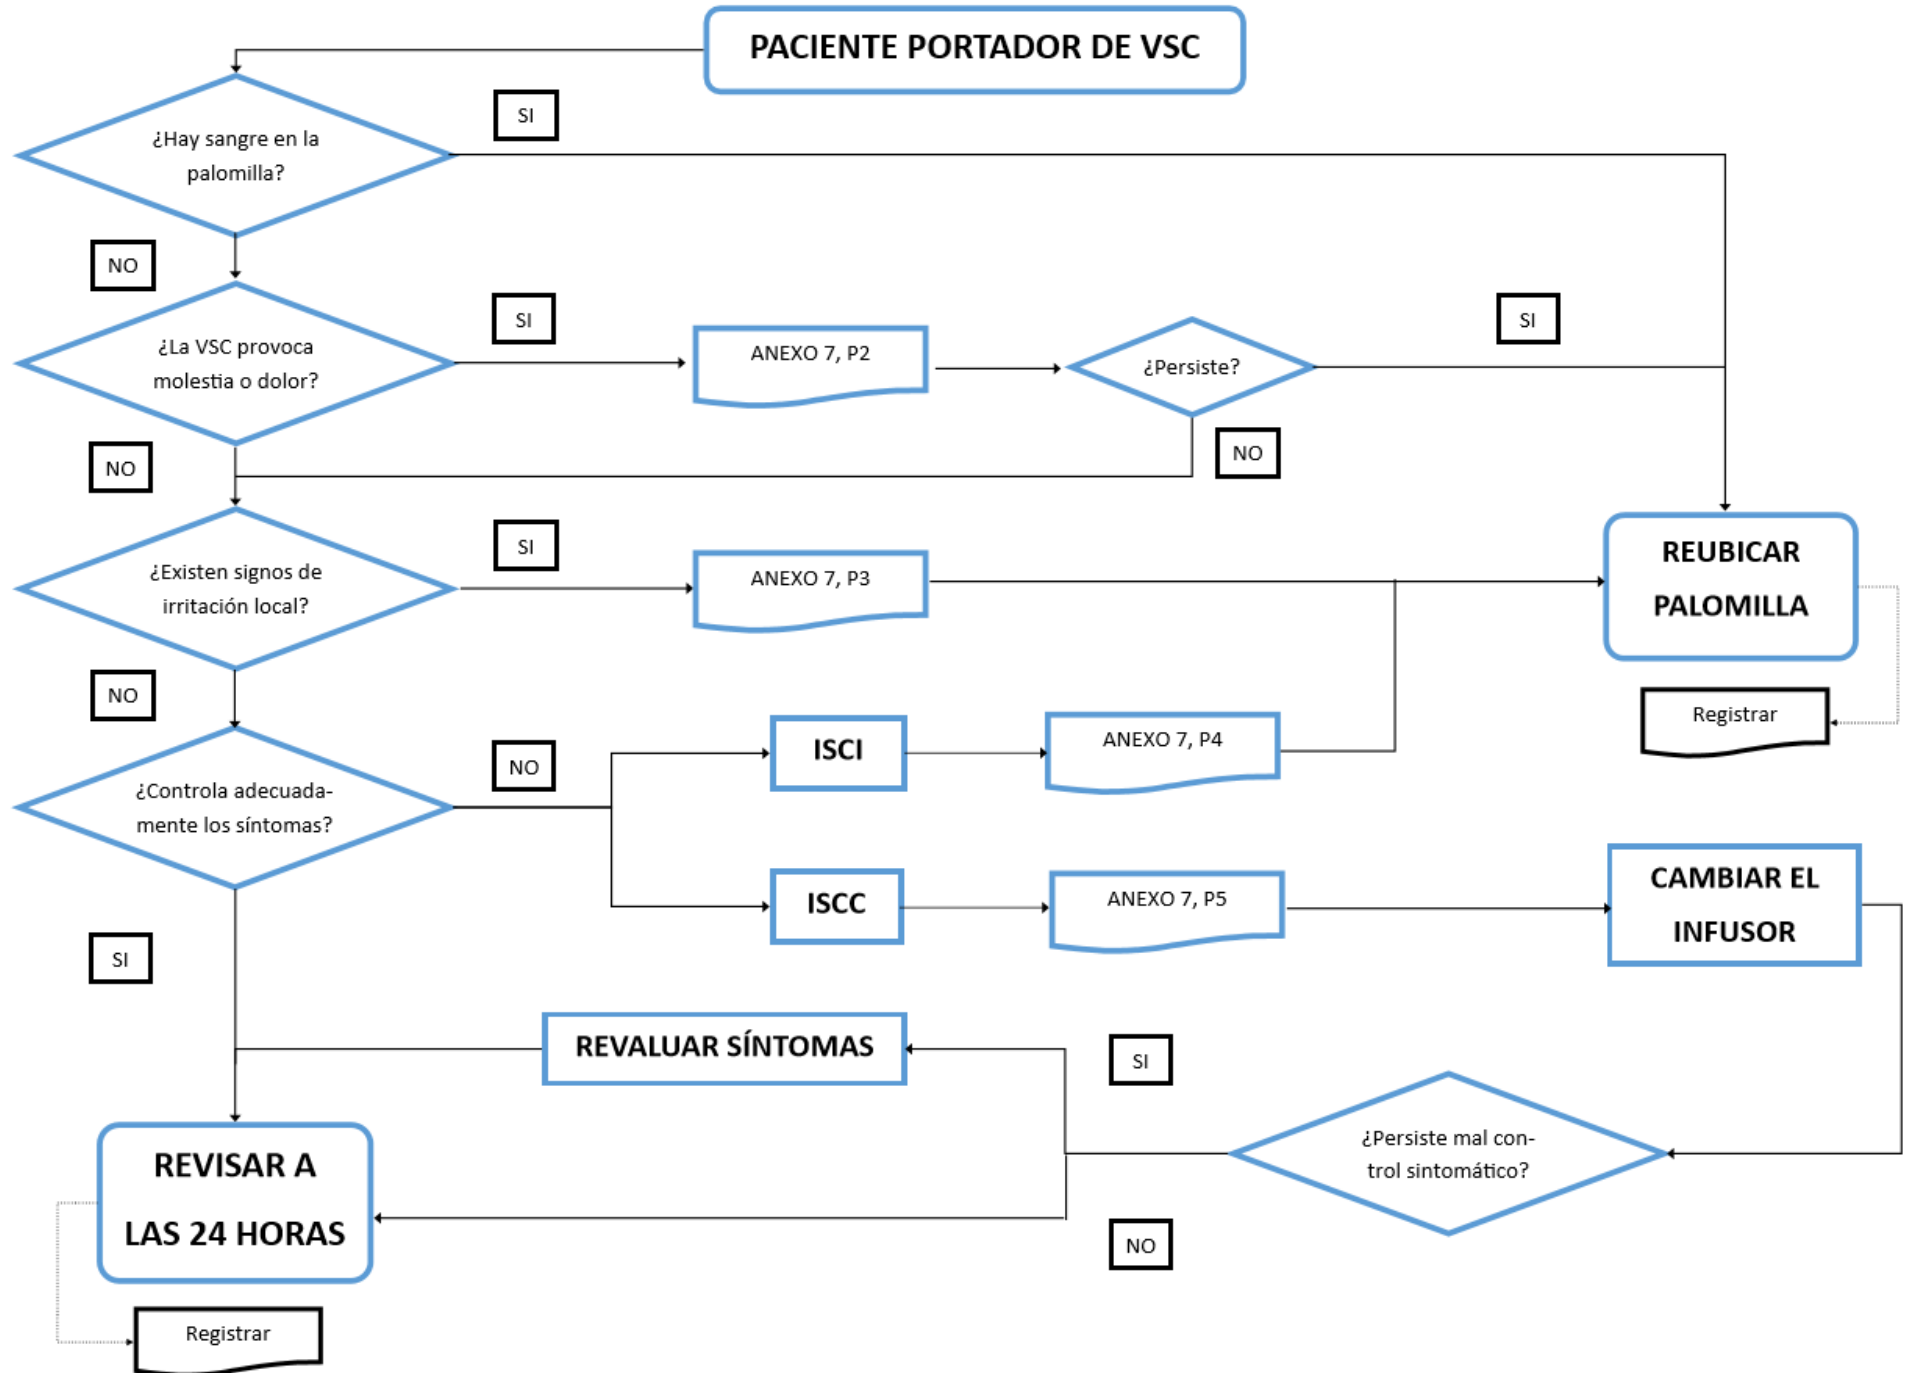 PACIENTE PORTADOR DE VSC
SI
¿Hay sangre en la
palomilla?
NO
SI
SI
¿La VSC provoca
molestia o dolor?
ANEXO 7, P2
¿Persiste?
NO
NO
SI
¿Existen signos de
irritación local?
ANEXO 7, P3
REUBICAR
PALOMILLA
NO
Registrar
NO
ISCI
ANEXO 7, P4
¿Controla adecuada-
mente los síntomas?
ISCC
ANEXO 7, P5
CAMBIAR EL
INFUSOR
SI
REVALUAR SÍNTOMAS
SI
¿Persiste mal con-
trol sintomático?
REVISAR A
LAS 24 HORAS
NO
Registrar